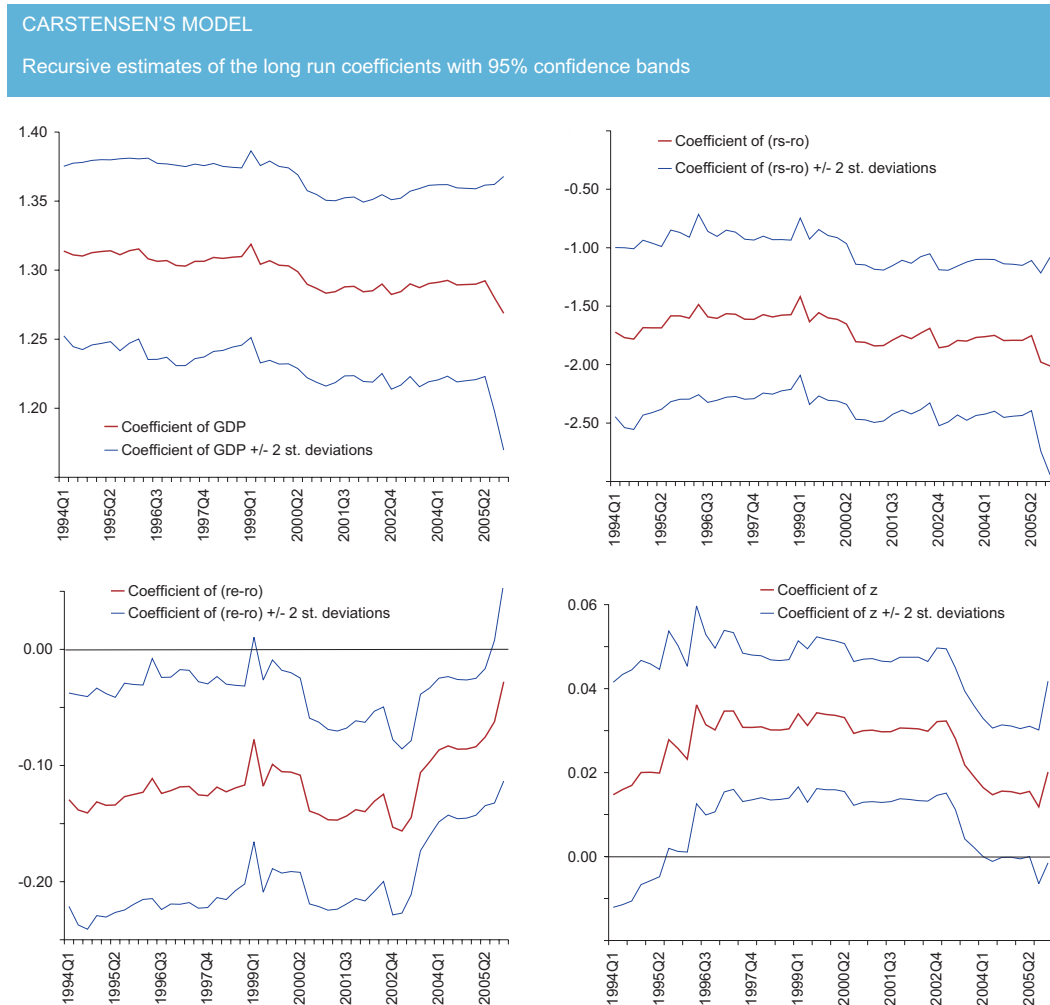 CARSTENSEN'S MODEL
Recursive estimates of the long run coefficients with 95% confidence bands
1.40
1.35
1.30
1.25
1.20
Coefficient of GDP
Coefficient of GDP +/- 2 st. deviations
1994Q1
1995Q2
1996Q3
1997Q4
1999Q1
2000Q2
2001Q3
2002Q4
2004Q1
2005Q2
Coefficient of (rs-ro)
Coefficient of (rs-ro) +/- 2 st. deviations
-0.50
-1.00
-1.50
-2.00
-2.50
1994Q1
1995Q2
1996Q3
1997Q4
1999Q1
2000Q2
2001Q3
2002Q4
2004Q1
2005Q2
Coefficient of (re-ro)
Coefficient of (re-ro) +/- 2 st. deviations
0.00
-0.10
-0.20
1994Q1
1995Q2
1996Q3
1997Q4
1999Q1
2000Q2
2001Q3
2002Q4
2004Q1
2005Q2
Coefficient of z
Coefficient of z +/- 2 st. deviations
0.06
0.04
0.02
0.00
1994Q1
1995Q2
1996Q3
1997Q4
1999Q1
2000Q2
2001Q3
2002Q4
2004Q1
2005Q2